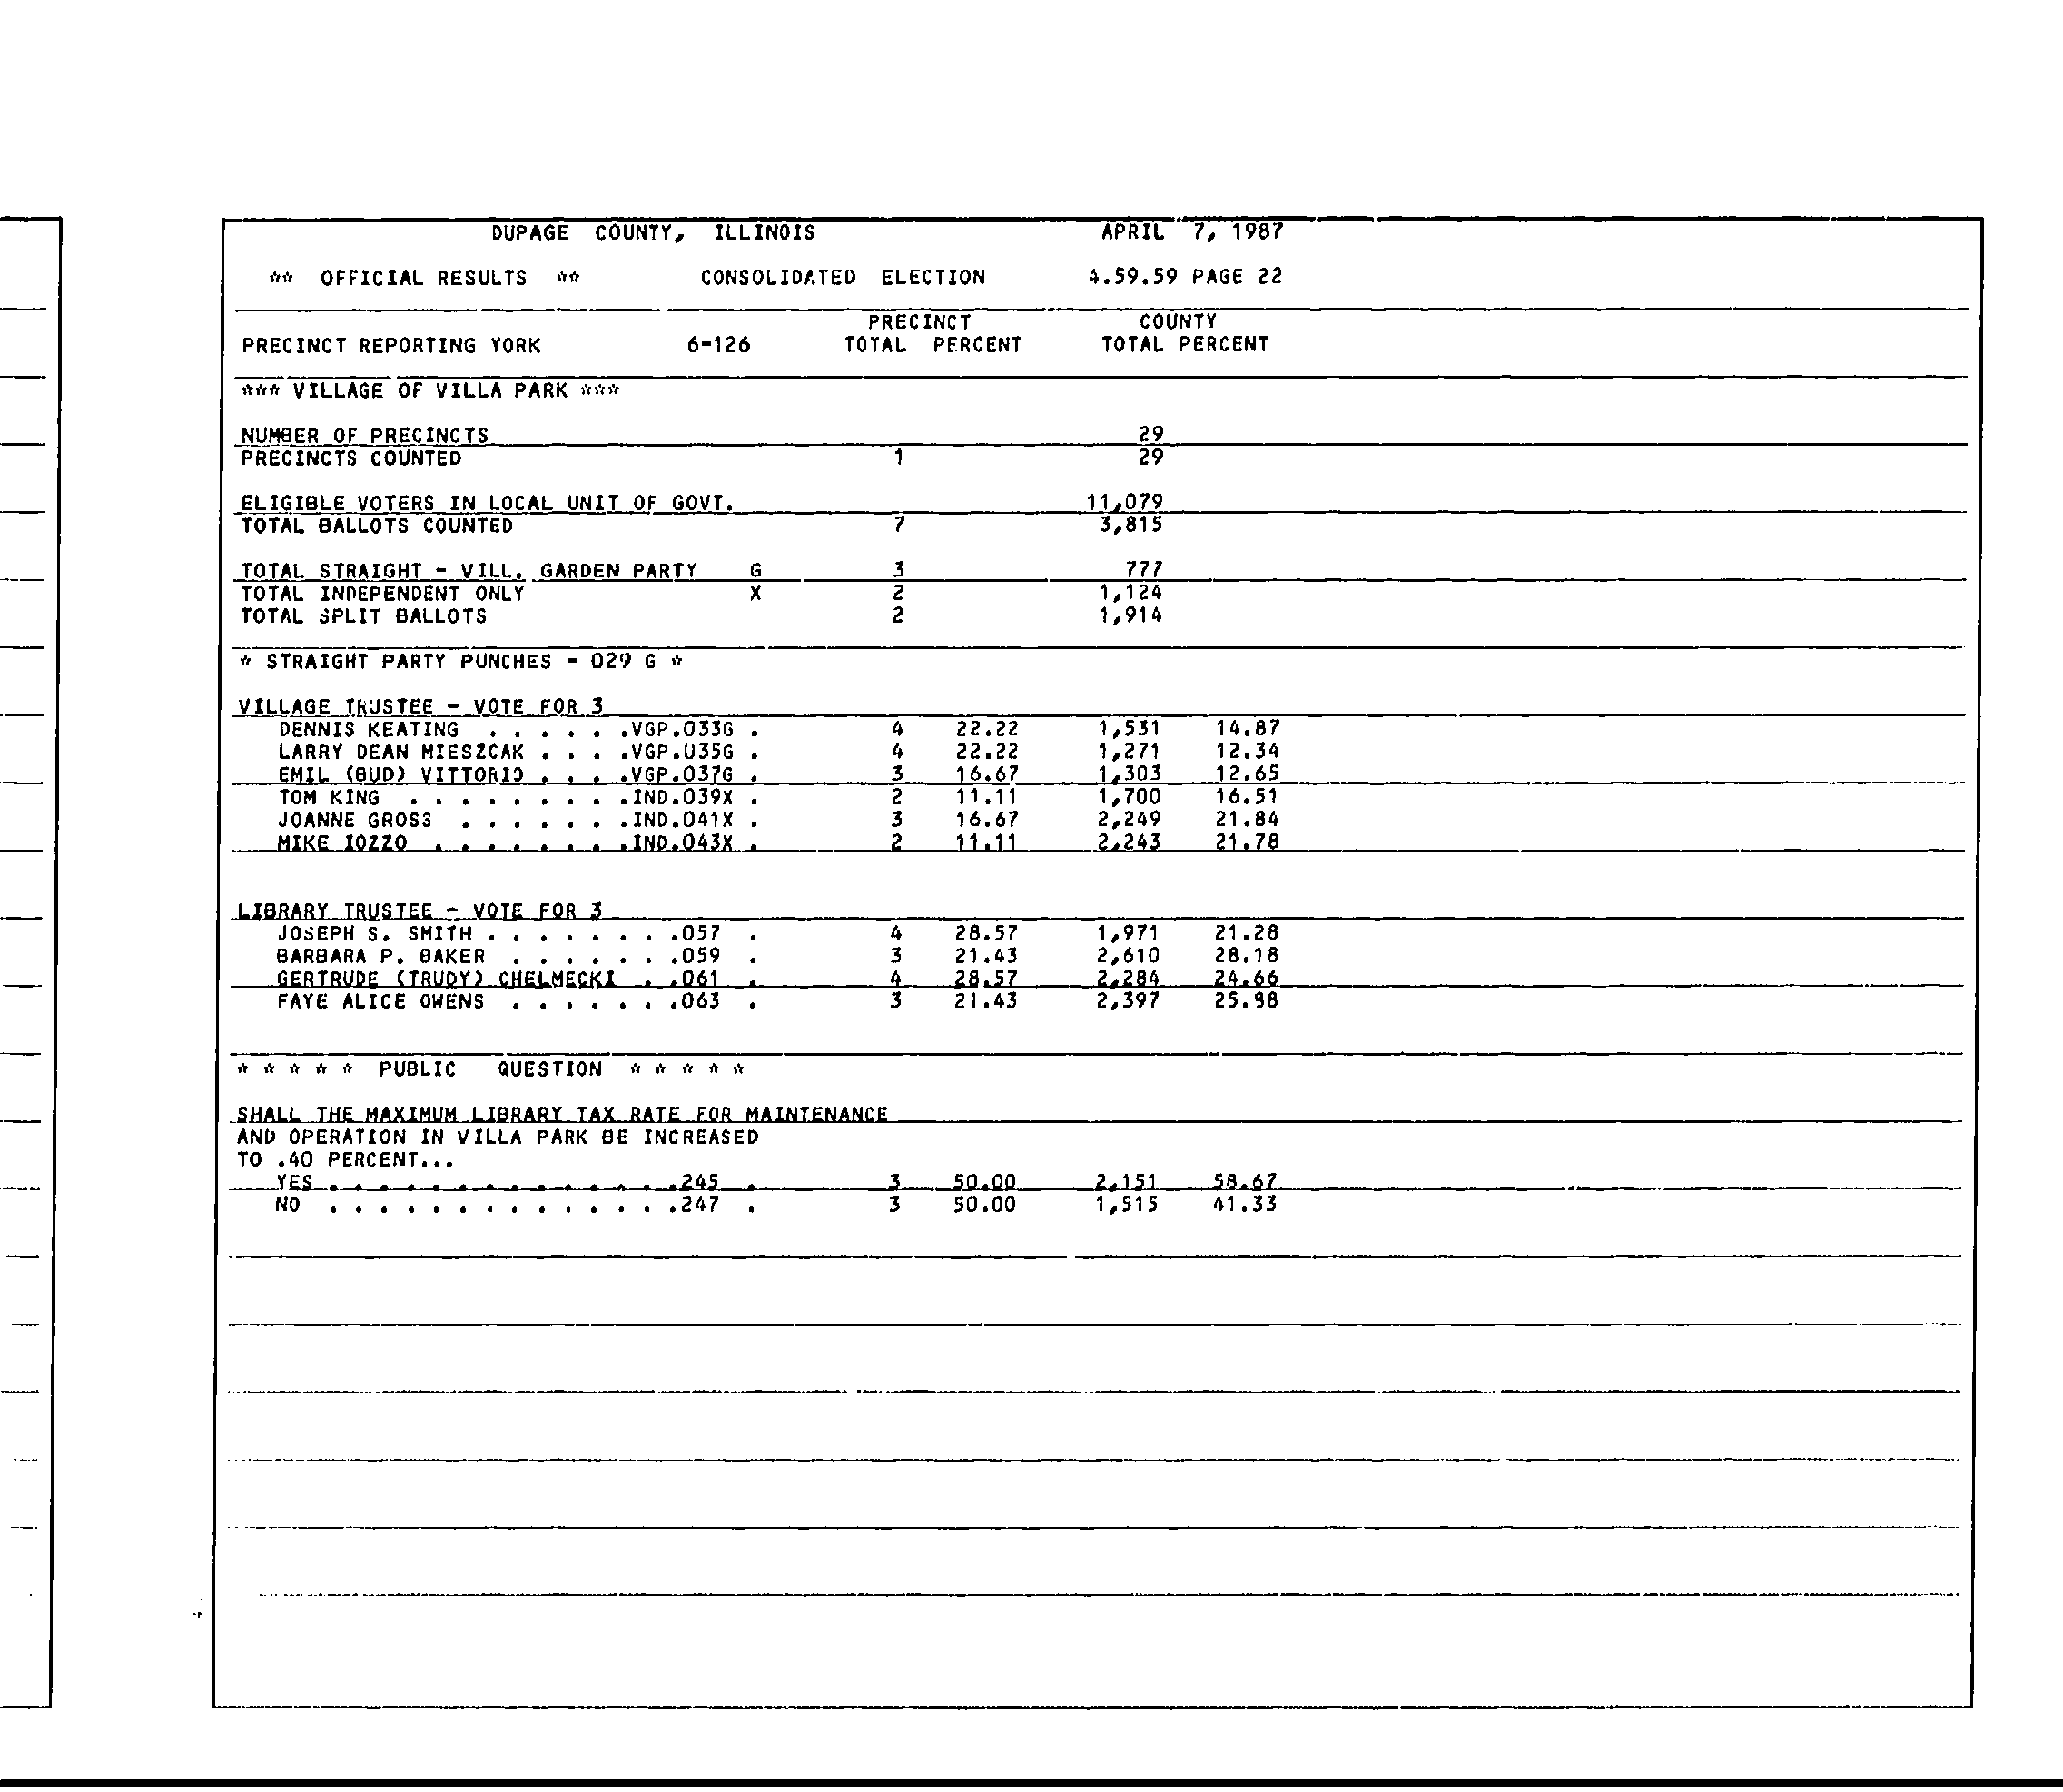 DUPAGE COUNTY, ILLINOIS APRIL 7, 1987
** OFFICIAL RESULTS ** CONSOLIDATED ELECTION 4.59.59 PAGE 22
PRECINCT COUNTY
PRECINCT REPORTING YORK 6-126 TOTAL PERCENT TOTAL PERCENT
*** VILLAGE OF VILLA PARK ***
NUMBER OF PRECINCTS 29
PRECINCTS COUNTED 1 29
ELIGIBLE VOTERS IN LOCAL UNIT OF GOVT. 11,079
TOTAL BALLOTS COUNTED 7 3,815
TOTAL STRAIGHT - VILL. GARDEN PARTY G 3 777
TOTAL INDEPENDENT ONLY X 2 1,124
TOTAL SPLIT BALLOTS 2 1,914
* STRAIGHT PARTY PUNCHES - 029 G *
VILLAGE TRUSTEE - VOTE FOR 3
DENNIS KEATING . . . . . .VGP.033G . 4 22.22 1,531 14.87
LARRY DEAN MIESZCAK . . . .VGP.035G . 4 22.22 1,271 12.34
EMIL (BUD) VITTORIO . . . .VGP.037G . 3 16.67 1,303 12.65
TOM KING . . . . . . . . .IND.039X . 2 11.11 1,700 16.51
JOANNE GROSS . . . . . . .IND.041X . 3 16.67 2,249 21.84
MIKE IOZZO . . . . . . . .IND.043X . 2 11.11 2,243 21.78
LIBRARY TRUSTEE - VOTE FOR 3
JOSEPH S. SMITH . . . . . . . .057 . 4 28.57 1,971 21.28
BARBARA P. BAKER . . . . . . .059 . 3 21.43 2,610 28.18
GERTRUDE (TRUDY) CHELMECKI . .061 . 4 28.57 2,284 24.66
FAYE ALICE OWENS . . . . . . .063 . 3 21.43 2,397 25.88
* * * * * PUBLIC QUESTION * * * * *
SHALL THE MAXIMUM LIBRARY TAX RATE FOR MAINTENANCE
AND OPERATION IN VILLA PARK BE INCREASED
TO .40 PERCENT...
YES . . . . . . . . . . . . . .245 . 3 50.00 2,151 58.67
NO . . . . . . . . . . . . . .247 . 3 50.00 1,515 41.33